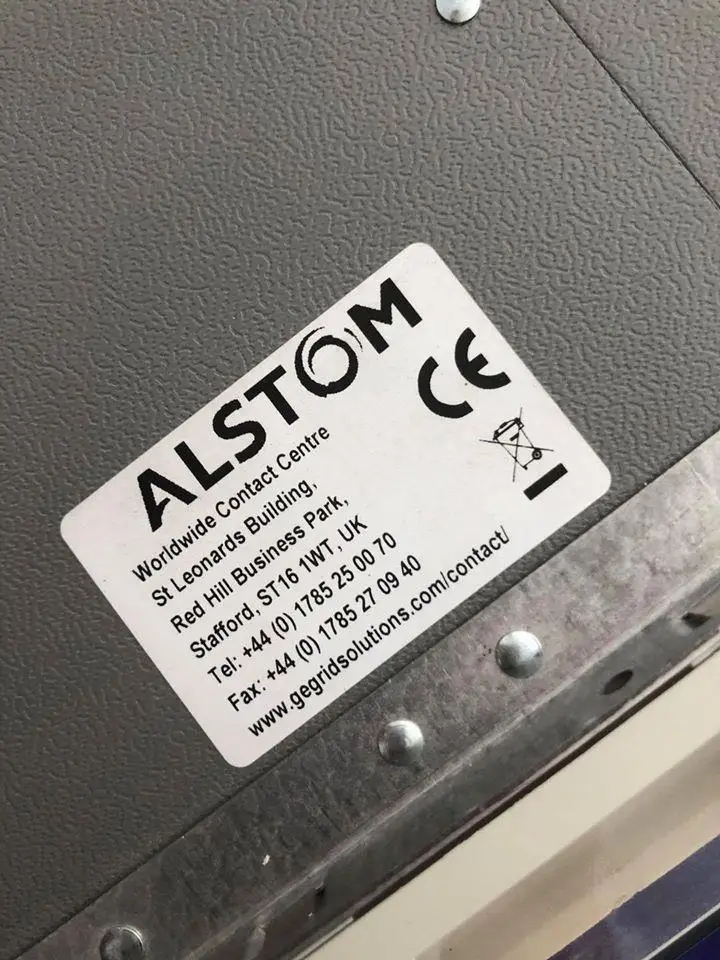 ALSTOM
CE
Worldwide Contact Centre
St Leonards Building,
Red Hill Business Park,
Stafford, ST16 1WT, UK
Tel: +44 (0) 1785 25 00 70
Fax: +44 (0) 1785 27 09 40
www.gegridsolutions.com/contact/